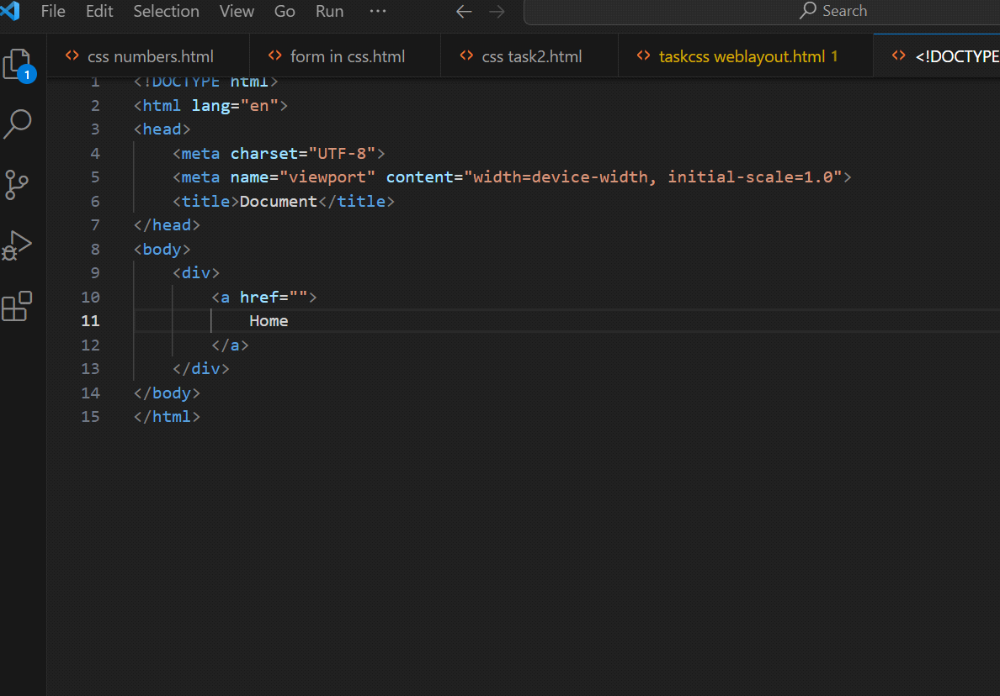 File Edit Selection View Go Run ··· Search
css numbers.html form in css.html css task2.html taskcss weblayout.html 1 <!DOCTYPE
1
1 <!DOCTYPE html>
2 <html lang="en">
3 <head>
4 <meta charset="UTF-8">
5 <meta name="viewport" content="width=device-width, initial-scale=1.0">
6 <title>Document</title>
7 </head>
8 <body>
9 <div>
10 <a href="">
11 Home
12 </a>
13 </div>
14 </body>
15 </html>